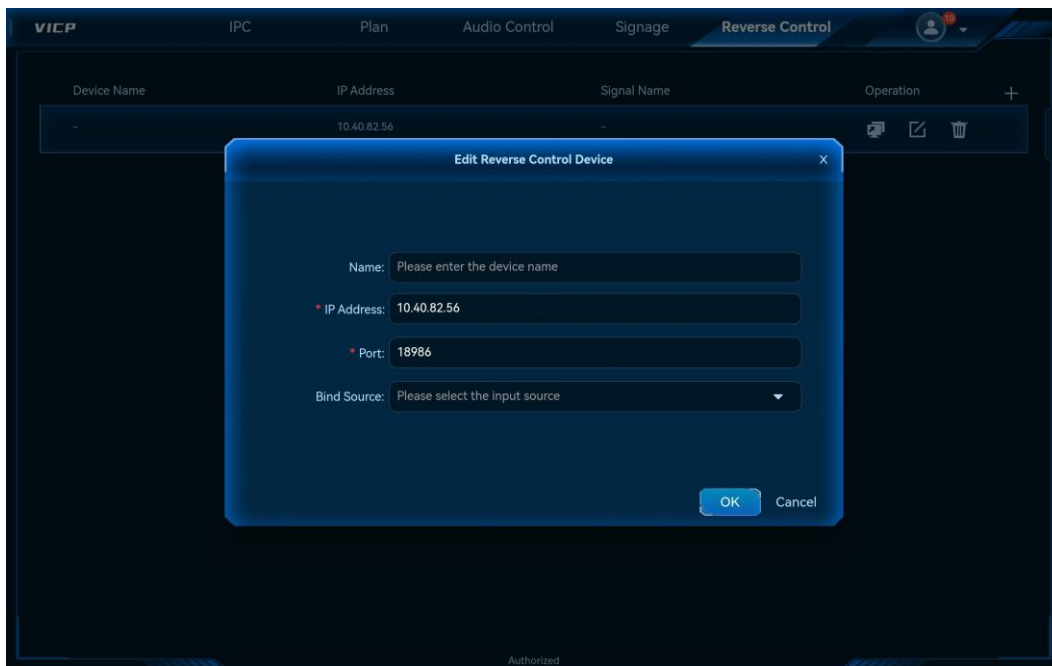 VICP IPC Plan Audio Control Signage Reverse Control 10
Device Name IP Address Signal Name Operation +
- 10.40.82.56 -
Edit Reverse Control Device X
Name: Please enter the device name
* IP Address: 10.40.82.56
* Port: 18986
Bind Source: Please select the input source
OK Cancel
Authorized